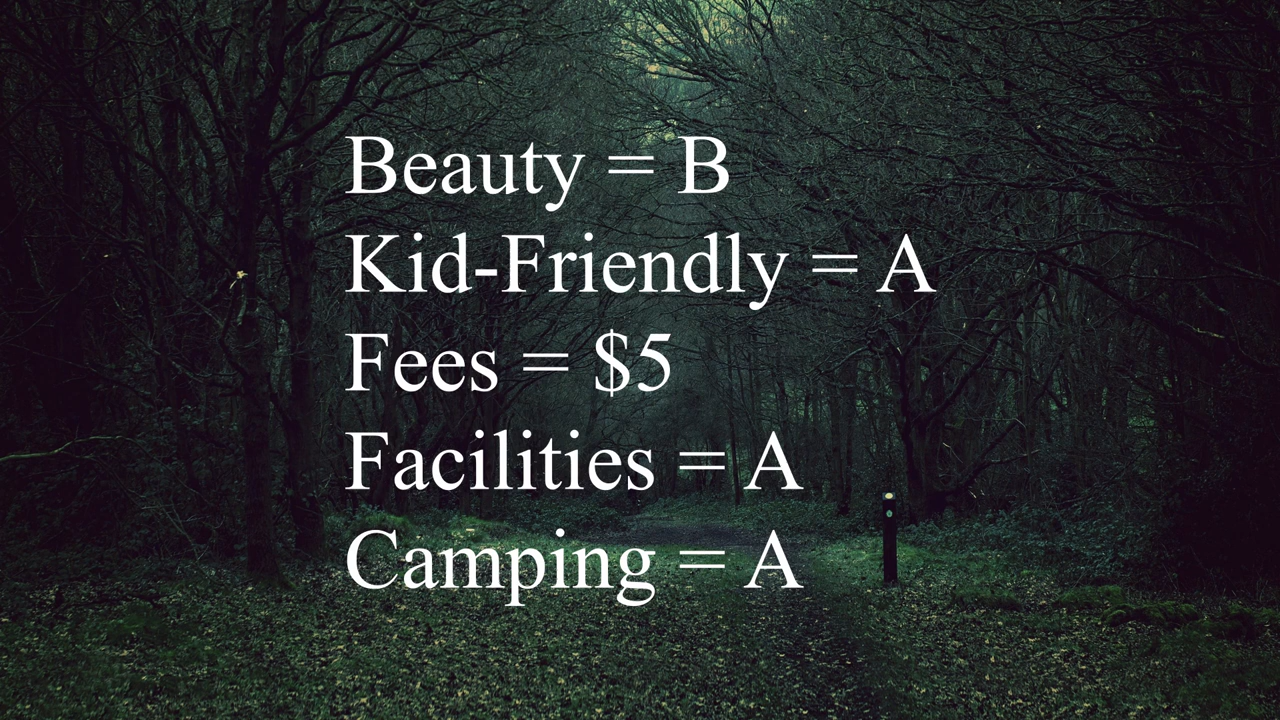 Beauty = B
Kid-Friendly = A
Fees = $5
Facilities = A
Camping = A